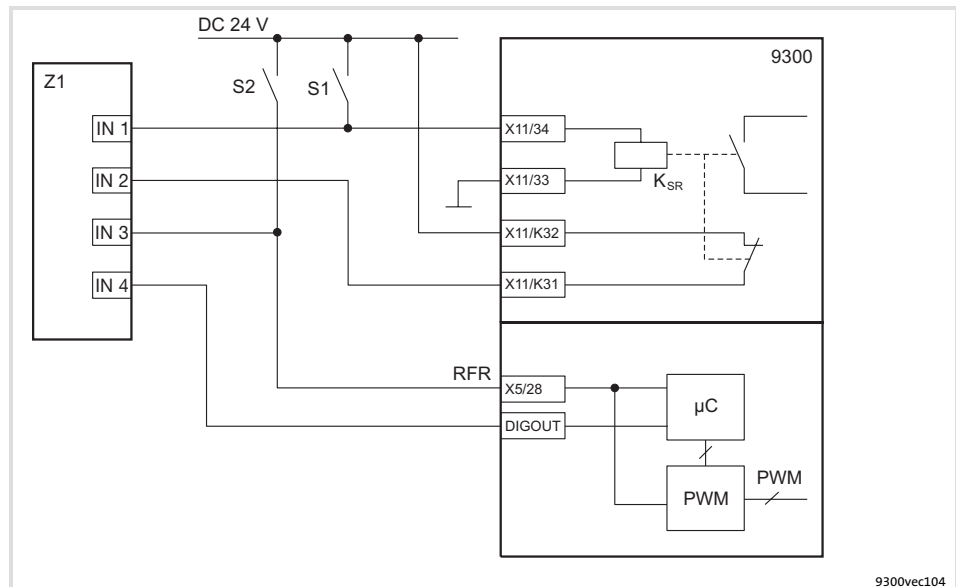 DC 24 V
9300
Z1
S2
S1
IN 1
X11/34
IN 2
X11/33
KSR
IN 3
X11/K32
IN 4
X11/K31
RFR
X5/28
µC
DIGOUT
PWM
PWM
9300vec104